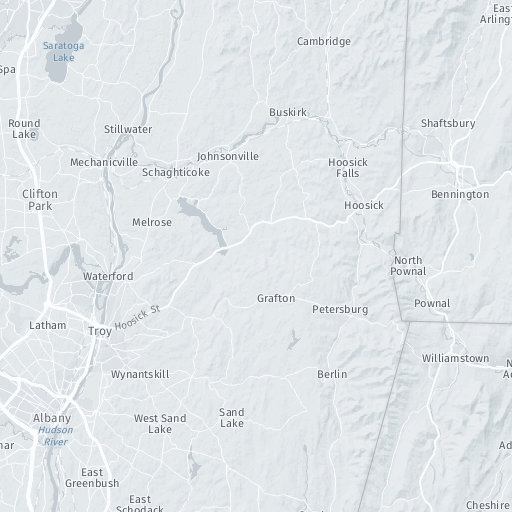 East
Arlingt
Cambridge
Saratoga
Lake
Spa
Buskirk
Round
Lake
Stillwater
Shaftsbury
Johnsonville
Mechanicville
Schaghticoke
Hoosick
Falls
Clifton
Park
Bennington
Hoosick
Melrose
North
Pownal
Waterford
Grafton
Petersburg
Pownal
Hoosick St
Latham
Troy
Williamstown
Wynantskill
Berlin
Albany
Hudson
River
West Sand
Lake
Sand
Lake
East
Greenbush
East
Schodack
Cheshire